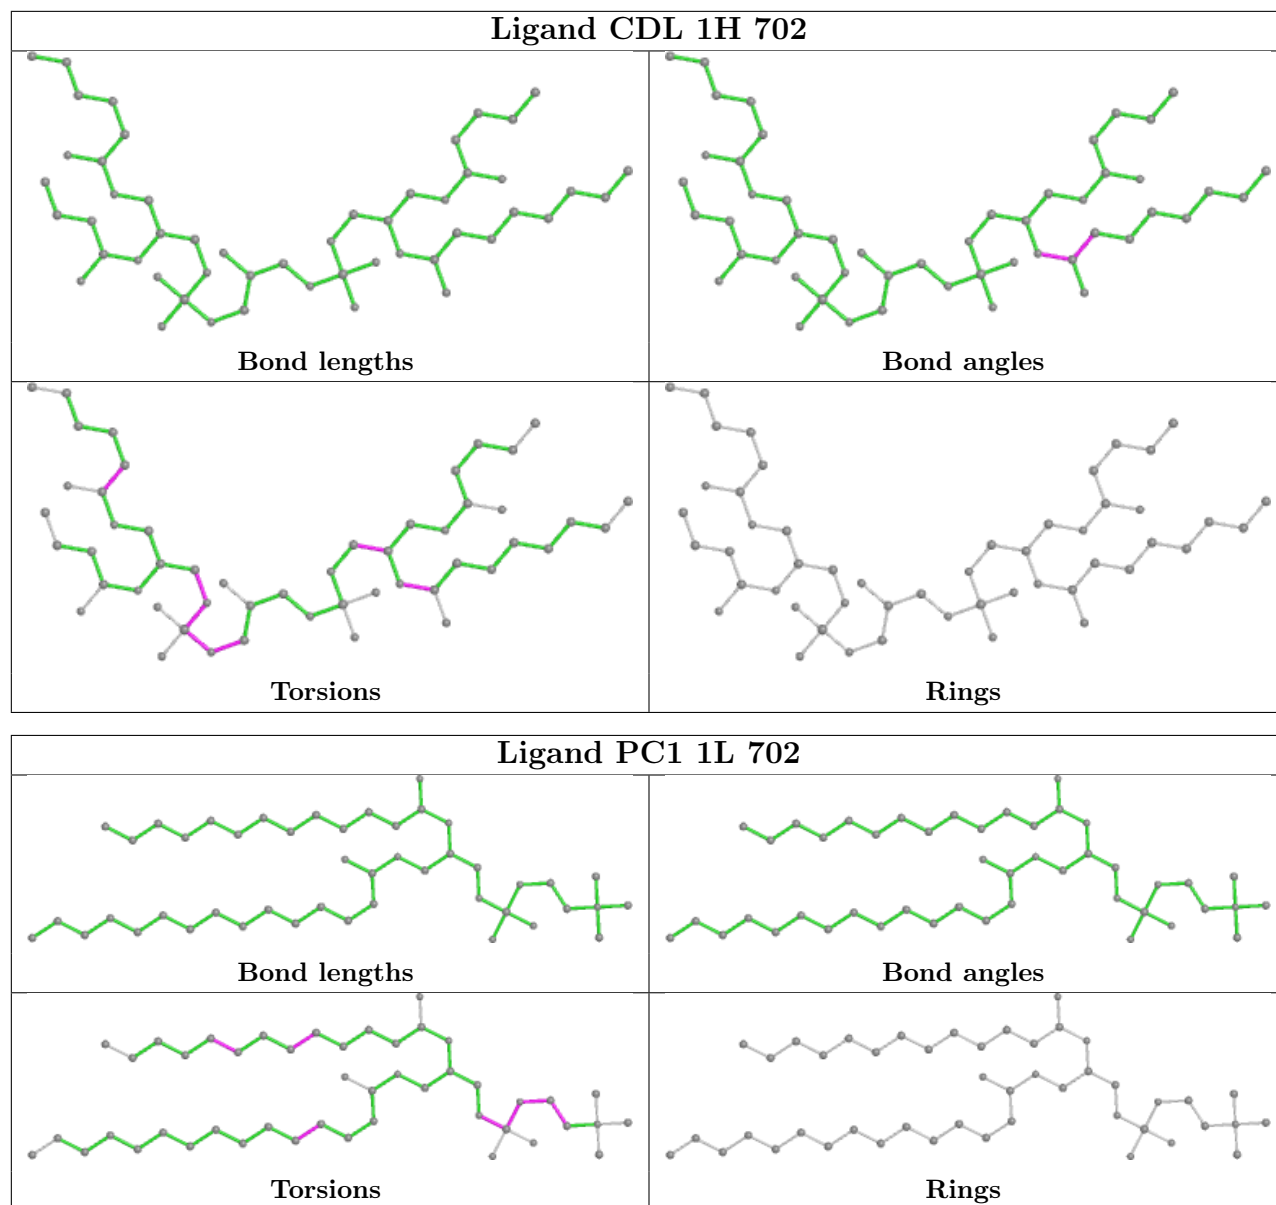 Ligand CDL 1H 702
Bond lengths
Bond angles
Torsions
Rings
Ligand PC1 1L 702
Bond lengths
Bond angles
Torsions
Rings